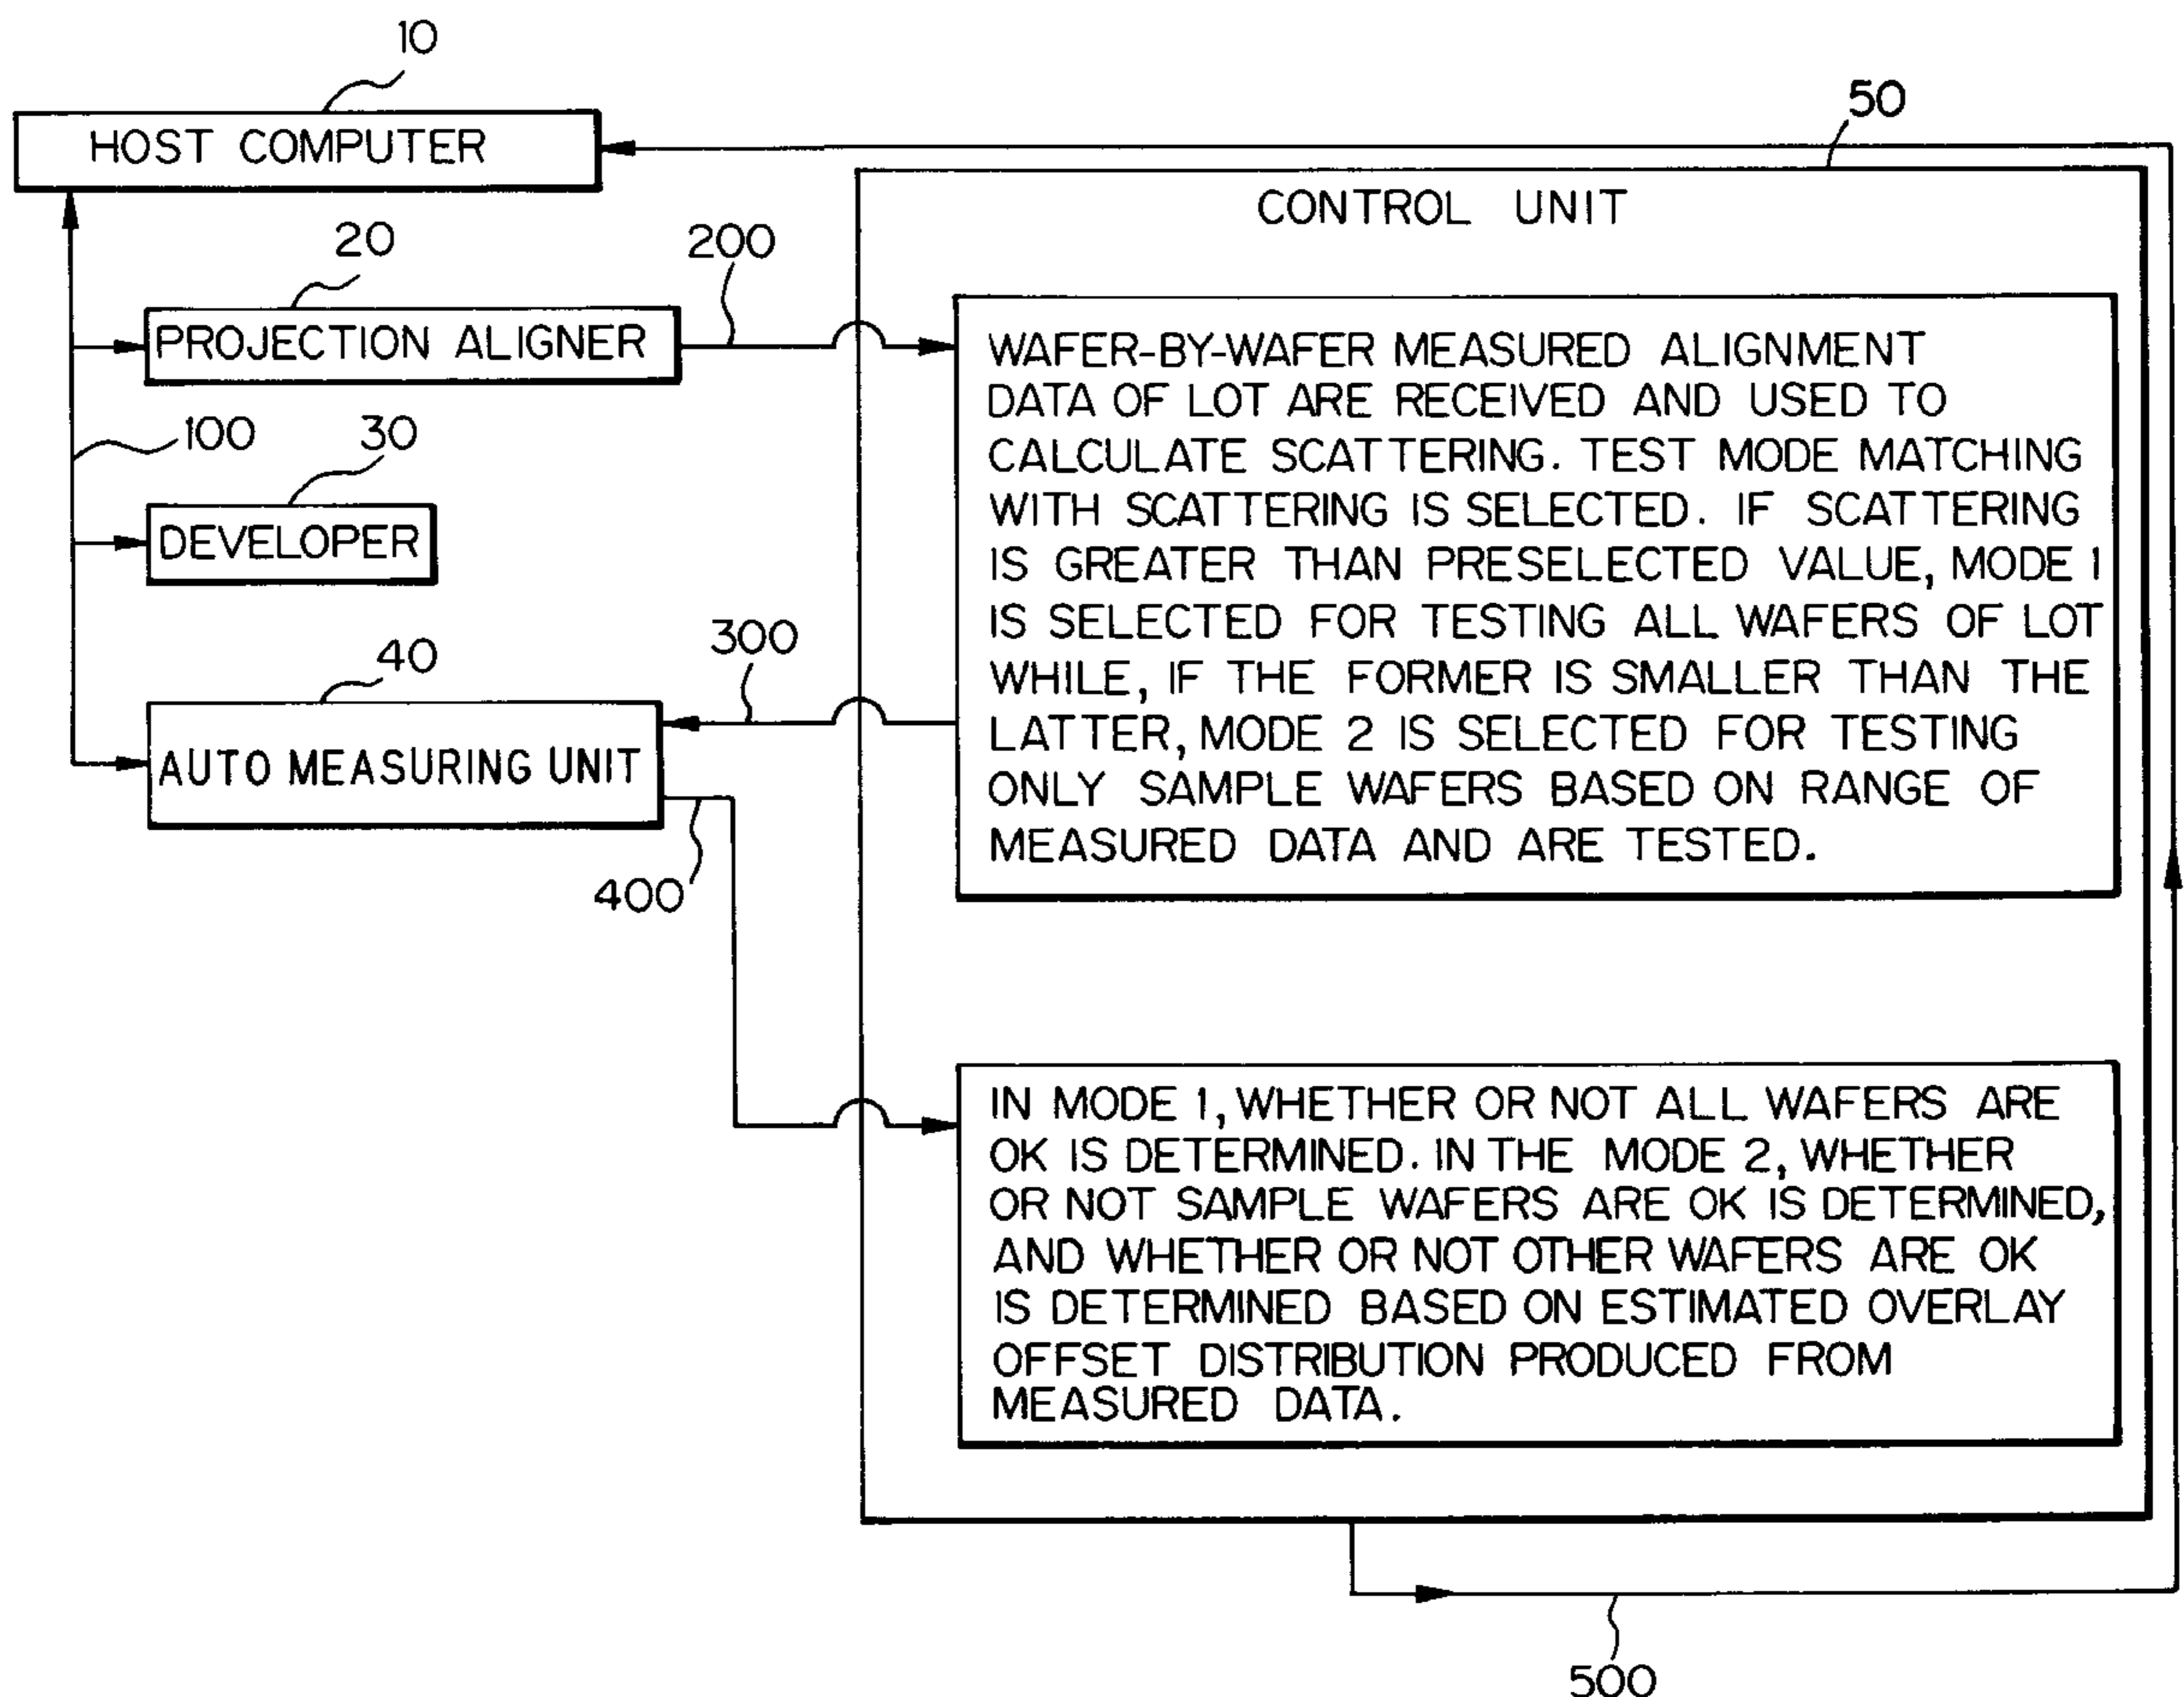 10
HOST COMPUTER
50
CONTROL UNIT
20
200
PROJECTION ALIGNER
WAFER-BY-WAFER MEASURED ALIGNMENT
DATA OF LOT ARE RECEIVED AND USED TO
CALCULATE SCATTERING. TEST MODE MATCHING
WITH SCATTERING IS SELECTED. IF SCATTERING
IS GREATER THAN PRESELECTED VALUE, MODE 1
IS SELECTED FOR TESTING ALL WAFERS OF LOT
WHILE, IF THE FORMER IS SMALLER THAN THE
LATTER, MODE 2 IS SELECTED FOR TESTING
ONLY SAMPLE WAFERS BASED ON RANGE OF
MEASURED DATA AND ARE TESTED.
100
30
DEVELOPER
300
40
AUTO MEASURING UNIT
400
IN MODE 1, WHETHER OR NOT ALL WAFERS ARE
OK IS DETERMINED. IN THE MODE 2, WHETHER
OR NOT SAMPLE WAFERS ARE OK IS DETERMINED,
AND WHETHER OR NOT OTHER WAFERS ARE OK
IS DETERMINED BASED ON ESTIMATED OVERLAY
OFFSET DISTRIBUTION PRODUCED FROM
MEASURED DATA.
500